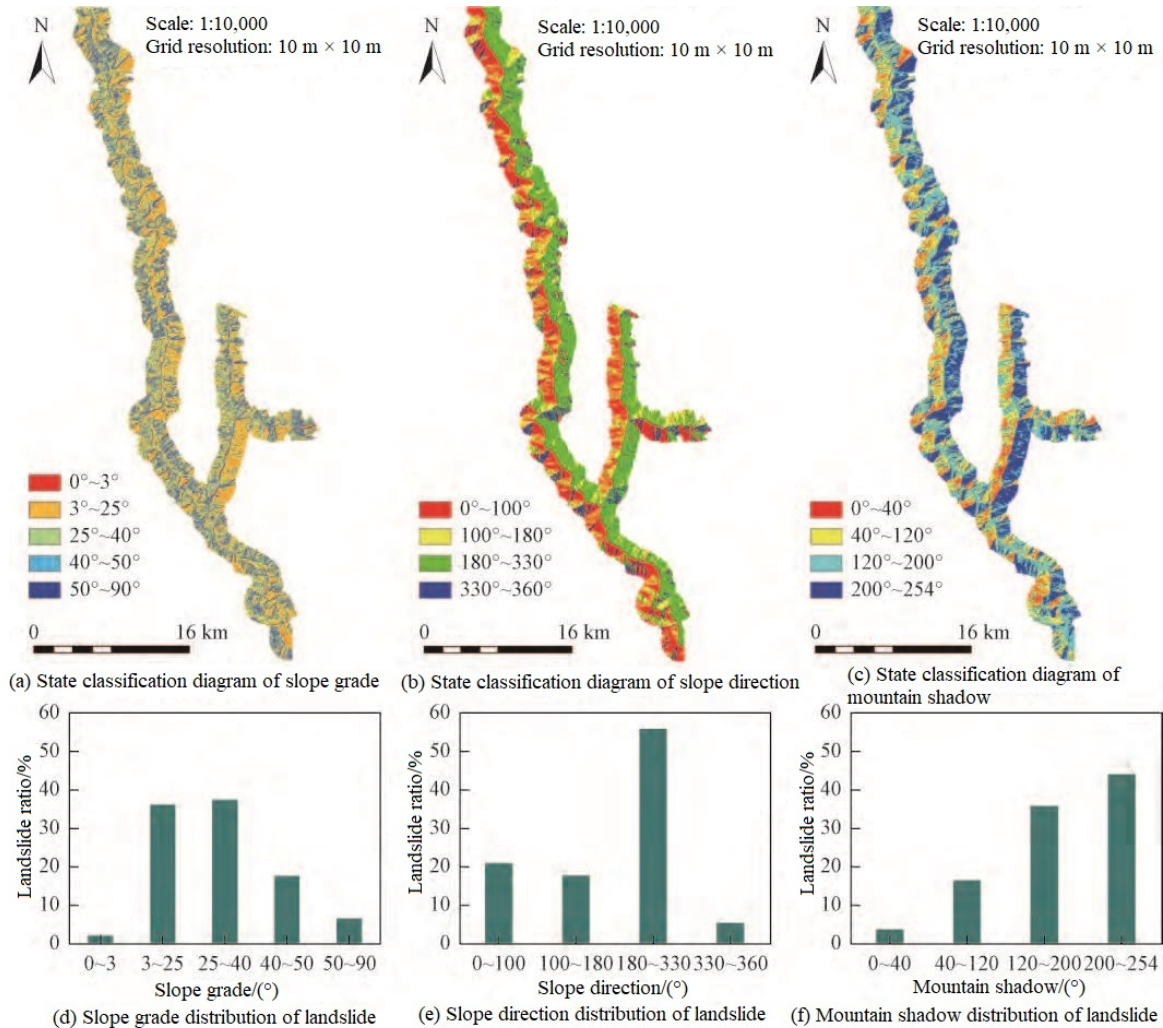 N
Scale: 1:10,000
Grid resolution: 10 m × 10 m
0°~3°
3°~25°
25°~40°
40°~50°
50°~90°
0
16 km
(a) State classification diagram of slope grade
N
Scale: 1:10,000
Grid resolution: 10 m × 10 m
0°~100°
100°~180°
180°~330°
330°~360°
0
16 km
(b) State classification diagram of slope direction
N
Scale: 1:10,000
Grid resolution: 10 m × 10 m
0°~40°
40°~120°
120°~200°
200°~254°
0
16 km
(c) State classification diagram of
mountain shadow
Landslide ratio/%
60
50
40
30
20
10
0
0~3 3~25 25~40 40~50 50~90
Slope grade/(°)
(d) Slope grade distribution of landslide
Landslide ratio/%
60
50
40
30
20
10
0
0~100 100~180 180~330 330~360
Slope direction/(°)
(e) Slope direction distribution of landslide
Landslide ratio/%
60
50
40
30
20
10
0
0~40 40~120 120~200 200~254
Mountain shadow/(°)
(f) Mountain shadow distribution of landslide